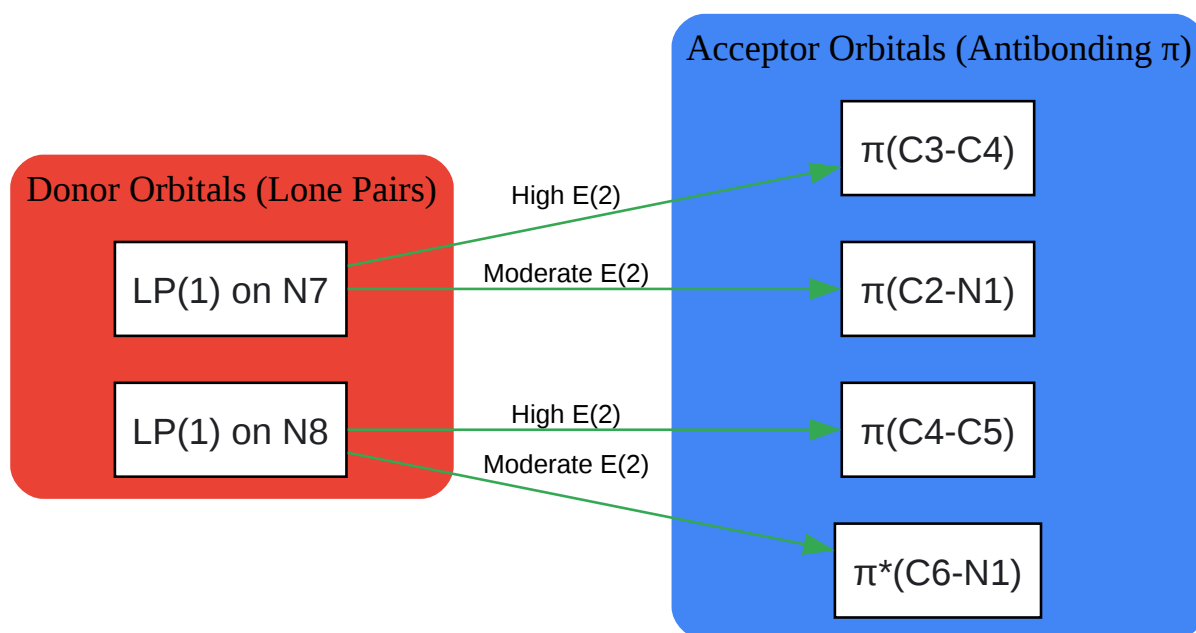 Acceptor Orbitals (Antibonding π)
π(C3-C4)
Donor Orbitals (Lone Pairs)
High E(2)
LP(1) on N7
Moderate E(2)
π(C2-N1)
LP(1) on N8
High E(2)
π(C4-C5)
Moderate E(2)
π*(C6-N1)